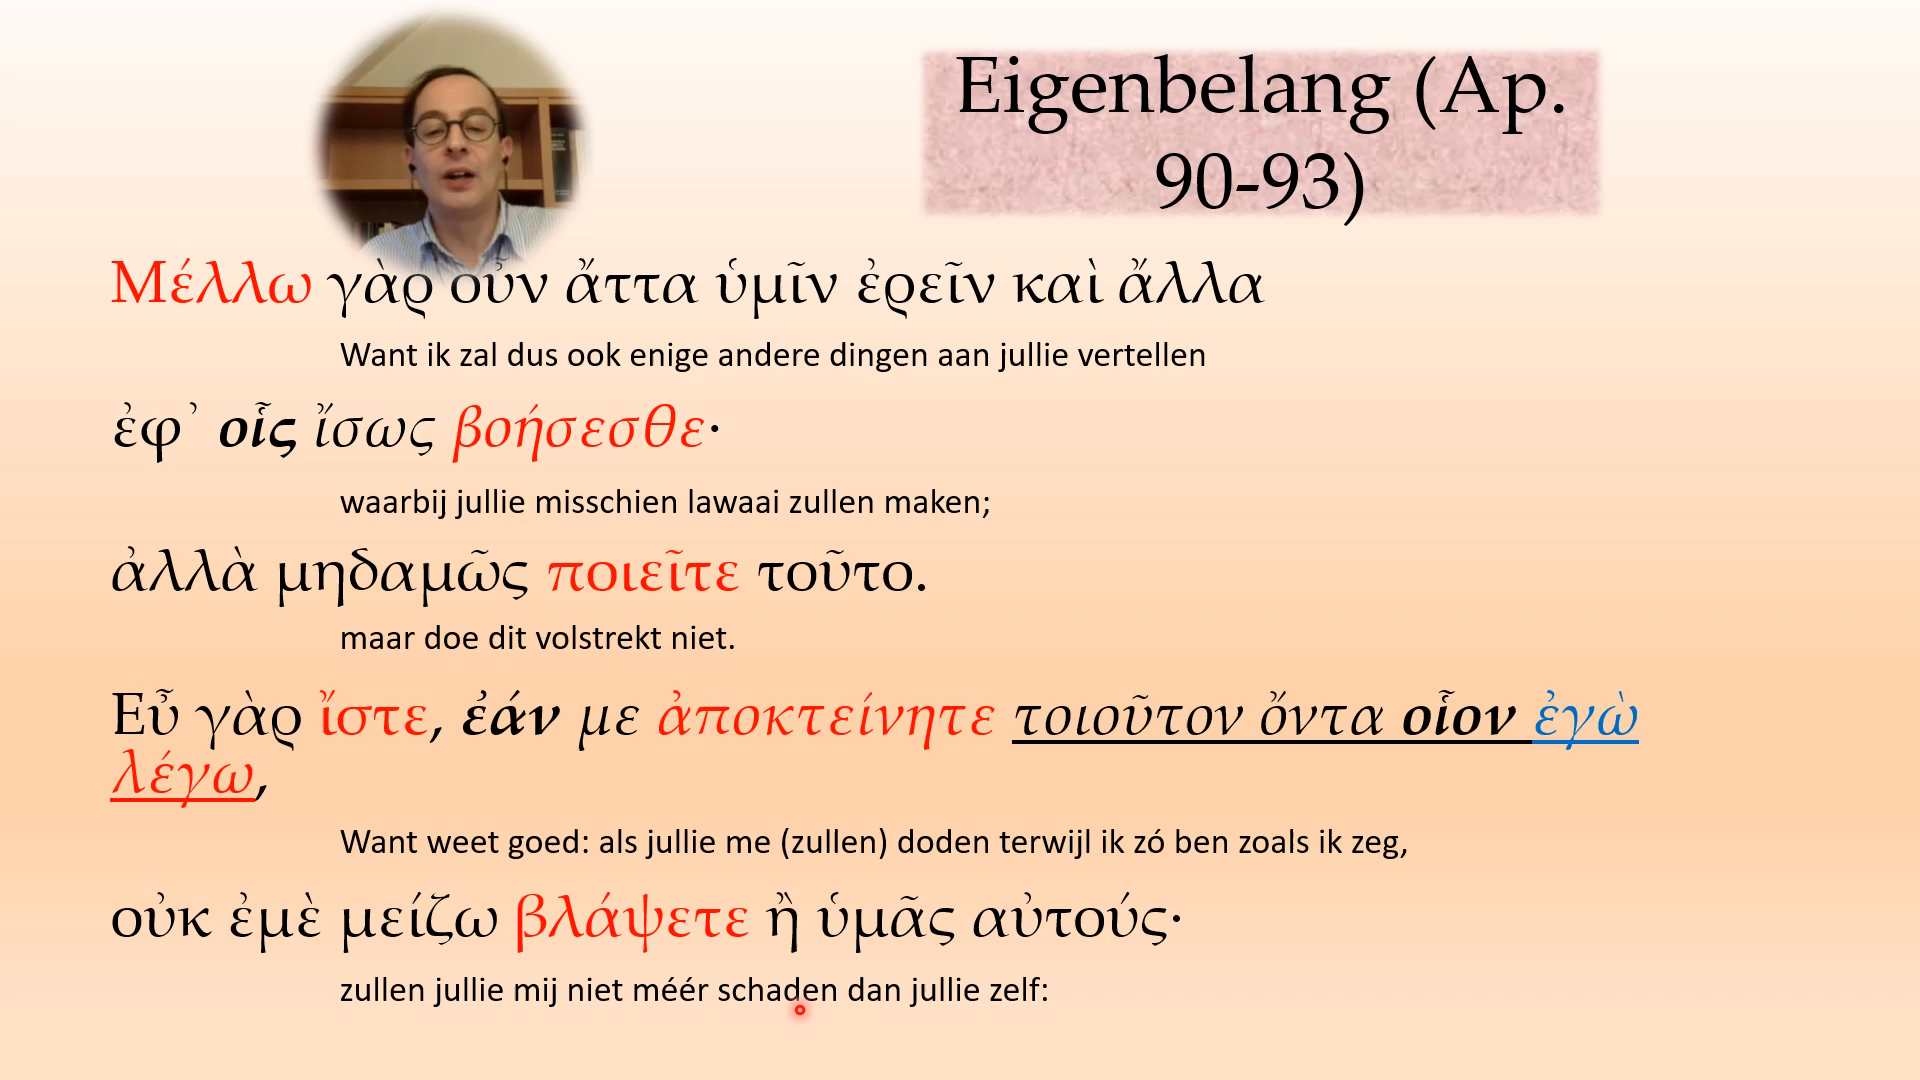 Eigenbelang (Ap.
90-93)
Μέλλω γὰρ οὖν ἄττα ὑμῖν ἐρεῖν καὶ ἄλλα
Want ik zal dus ook enige andere dingen aan jullie vertellen
ἐφ᾽ οἷς ἴσως βοήσεσθε·
waarbij jullie misschien lawaai zullen maken;
ἀλλὰ μηδαμῶς ποιεῖτε τοῦτο.
maar doe dit volstrekt niet.
Εὖ γὰρ ἴστε, ἐάν με ἀποκτείνητε τοιοῦτον ὄντα οἷον ἐγὼ
λέγω,
Want weet goed: als jullie me (zullen) doden terwijl ik zó ben zoals ik zeg,
οὐκ ἐμὲ μείζω βλάψετε ἢ ὑμᾶς αὐτούς·
zullen jullie mij niet méér schaden dan jullie zelf: